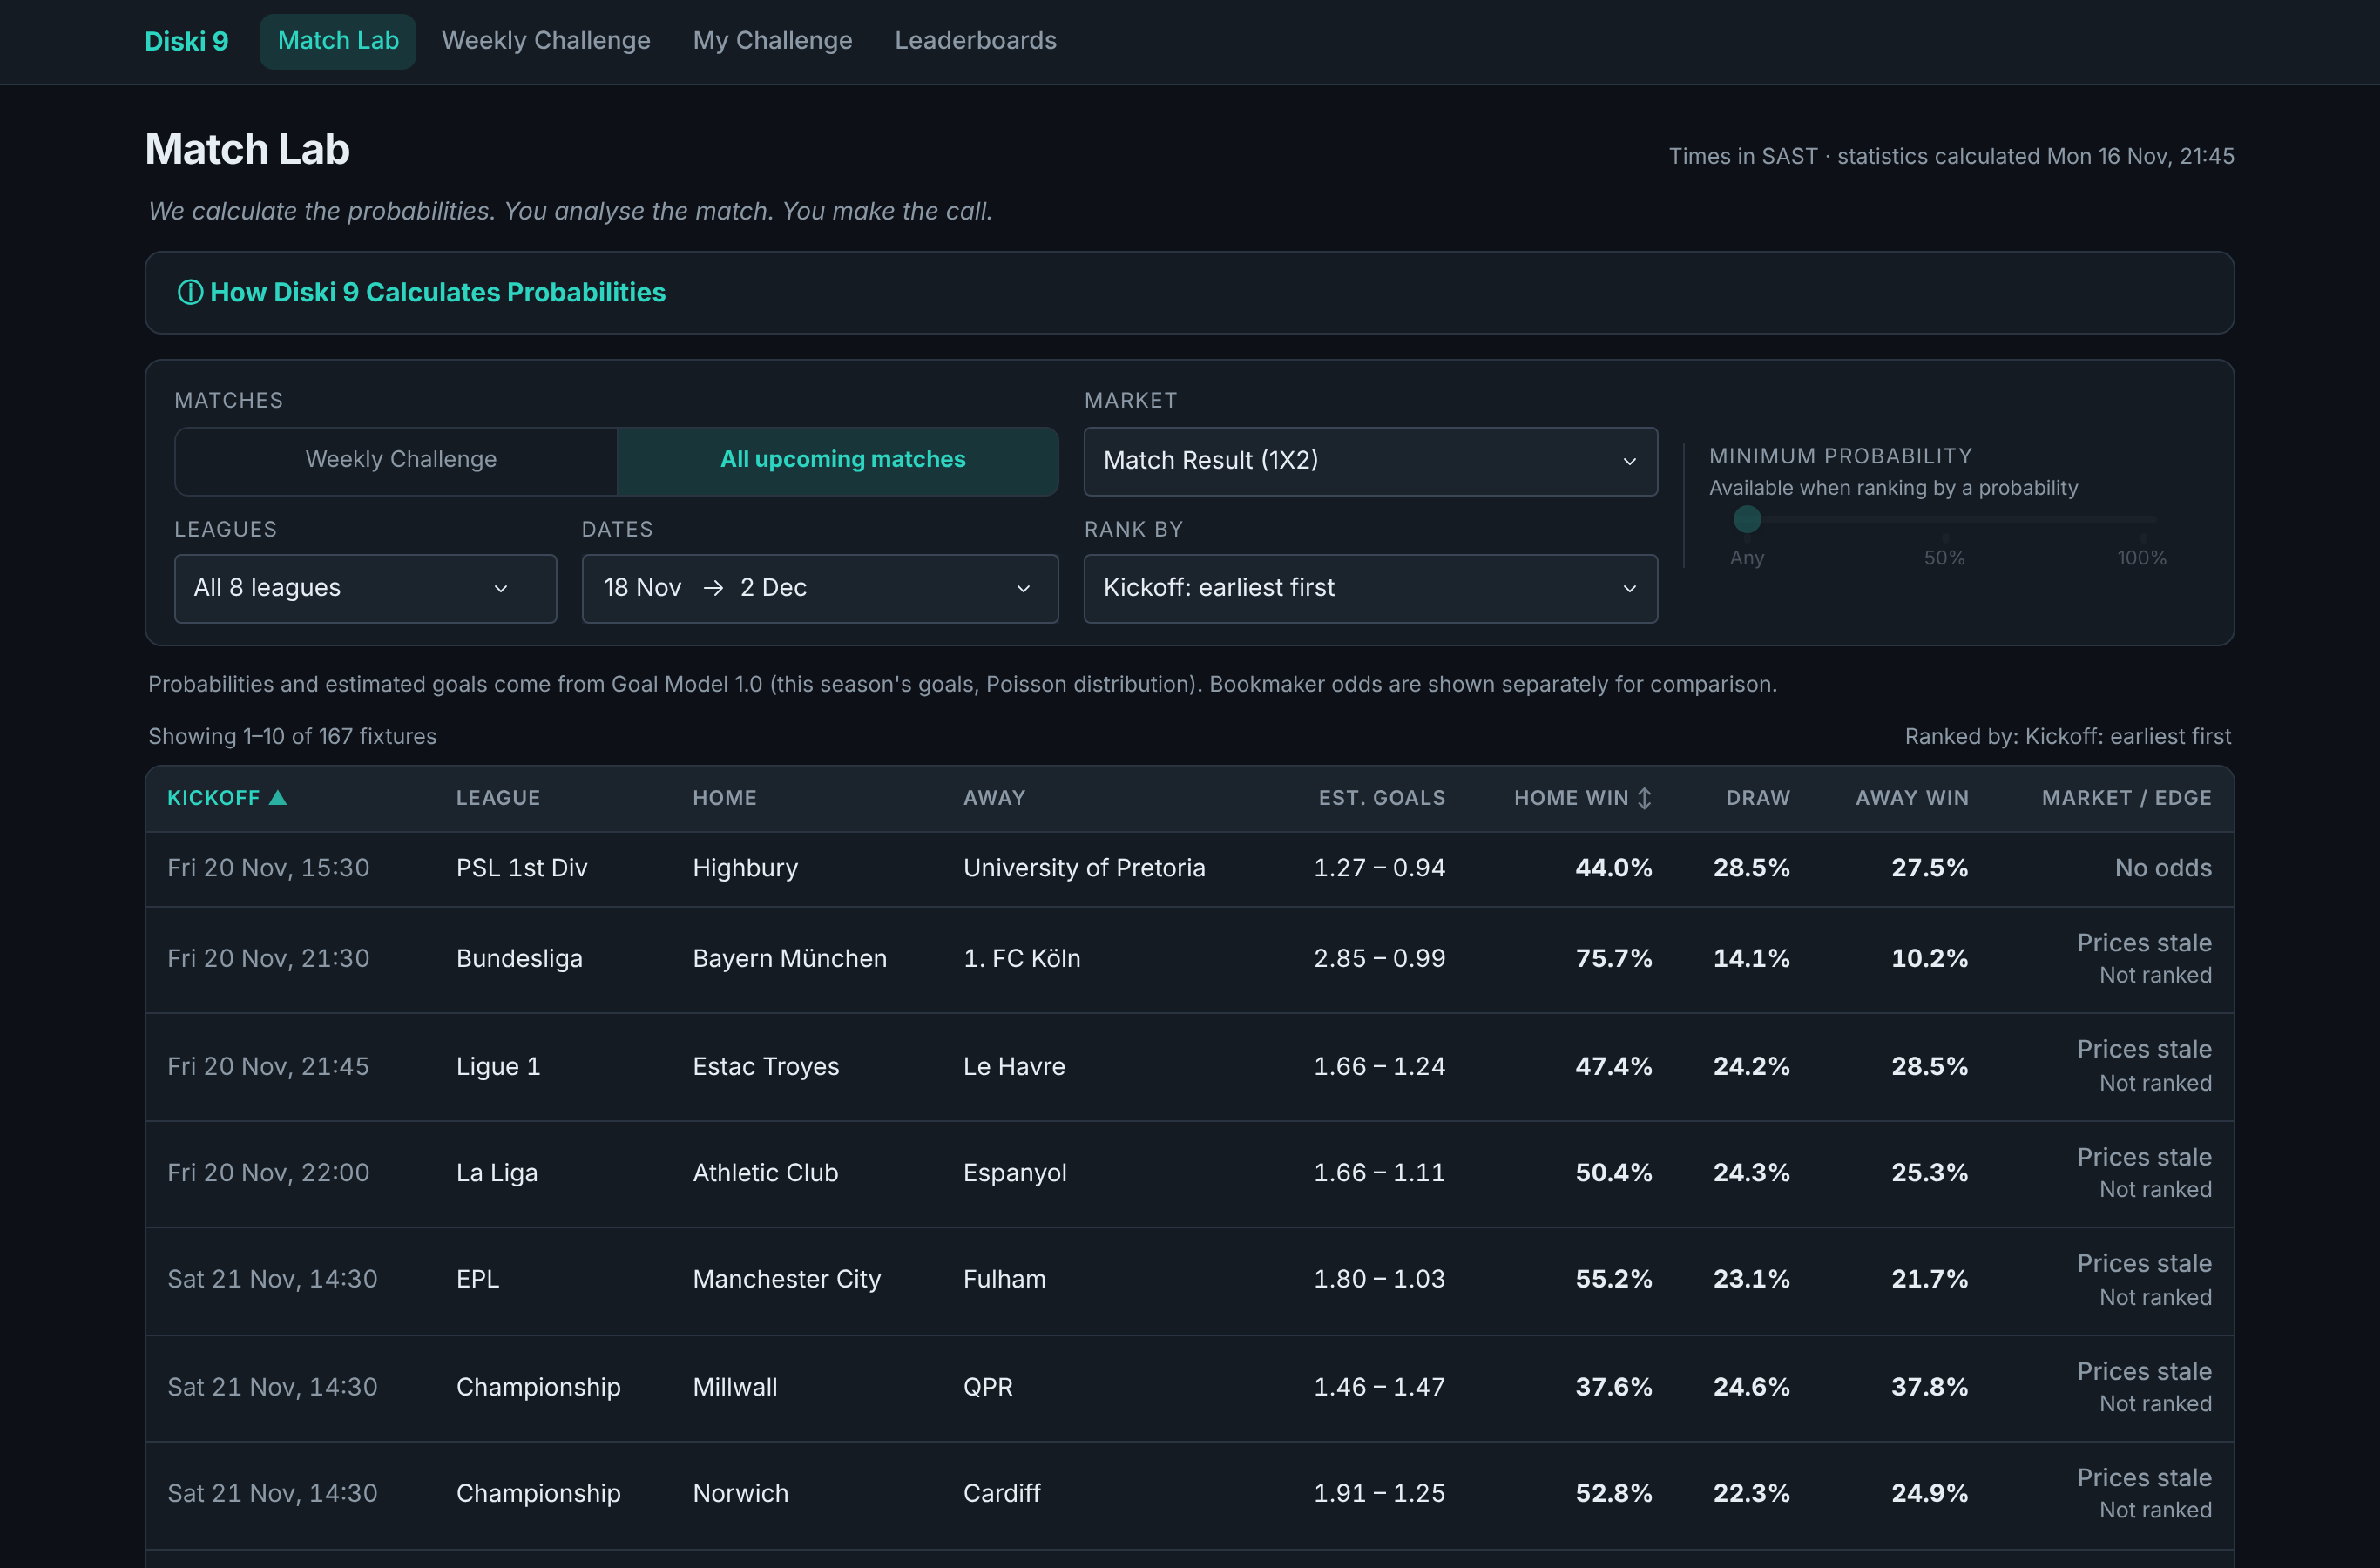 Diski 9 Match Lab Weekly Challenge My Challenge Leaderboards
Match Lab
Times in SAST · statistics calculated Mon 16 Nov, 21:45
We calculate the probabilities. You analyse the match. You make the call.
ⓘ How Diski 9 Calculates Probabilities
MATCHES
Weekly Challenge All upcoming matches
MARKET
Match Result (1X2)
LEAGUES
All 8 leagues
DATES
18 Nov → 2 Dec
RANK BY
Kickoff: earliest first
MINIMUM PROBABILITY
Available when ranking by a probability
Any 50% 100%
Probabilities and estimated goals come from Goal Model 1.0 (this season's goals, Poisson distribution). Bookmaker odds are shown separately for comparison.
Showing 1–10 of 167 fixtures
Ranked by: Kickoff: earliest first
KICKOFF ▲ LEAGUE HOME AWAY EST. GOALS HOME WIN ↕ DRAW AWAY WIN MARKET / EDGE
Fri 20 Nov, 15:30 PSL 1st Div Highbury University of Pretoria 1.27 – 0.94 44.0% 28.5% 27.5% No odds
Fri 20 Nov, 21:30 Bundesliga Bayern München 1. FC Köln 2.85 – 0.99 75.7% 14.1% 10.2% Prices stale
Not ranked
Fri 20 Nov, 21:45 Ligue 1 Estac Troyes Le Havre 1.66 – 1.24 47.4% 24.2% 28.5% Prices stale
Not ranked
Fri 20 Nov, 22:00 La Liga Athletic Club Espanyol 1.66 – 1.11 50.4% 24.3% 25.3% Prices stale
Not ranked
Sat 21 Nov, 14:30 EPL Manchester City Fulham 1.80 – 1.03 55.2% 23.1% 21.7% Prices stale
Not ranked
Sat 21 Nov, 14:30 Championship Millwall QPR 1.46 – 1.47 37.6% 24.6% 37.8% Prices stale
Not ranked
Sat 21 Nov, 14:30 Championship Norwich Cardiff 1.91 – 1.25 52.8% 22.3% 24.9% Prices stale
Not ranked